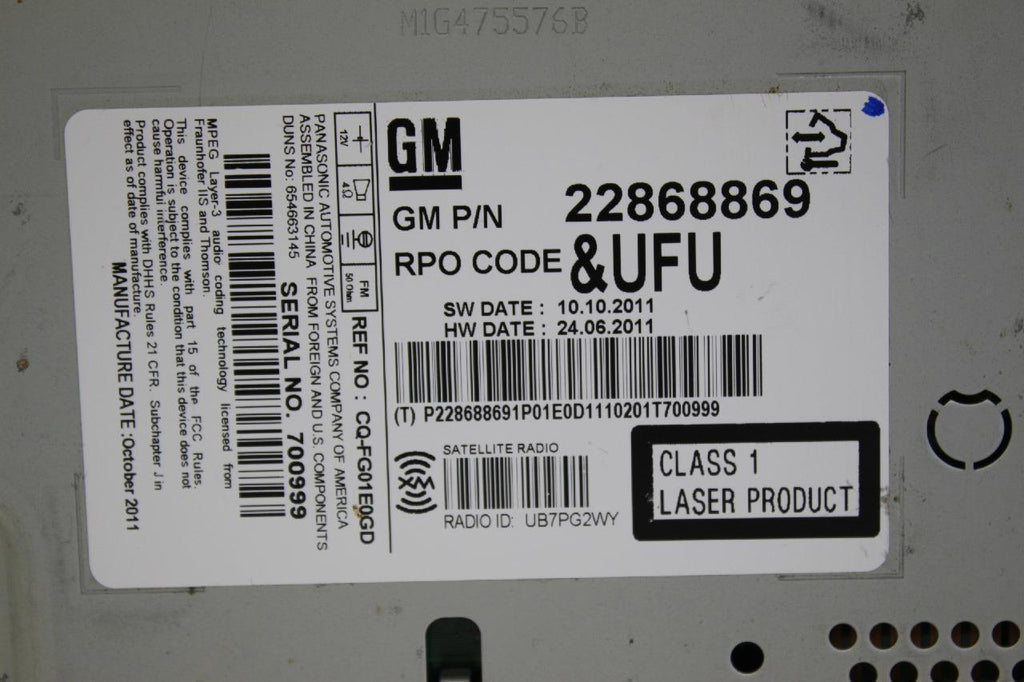 M1G475576B
GM
GM P/N 22868869
RPO CODE &UFU
SW DATE : 10.10.2011
HW DATE : 24.06.2011
(T) P228688691P01E0D1110201T700999
SATELLITE RADIO
RADIO ID: UB7PG2WY
CLASS 1
LASER PRODUCT
12V
4Ω
50 Ohm FM
REF NO : CQ-FG01E0GD
PANASONIC AUTOMOTIVE SYSTEMS COMPANY OF AMERICA
ASSEMBLED IN CHINA FROM FOREIGN AND U.S. COMPONENTS
DUNS No: 654663145
SERIAL NO. 700999
MPEG Layer-3 audio coding technology licensed from
Fraunhofer IIS and Thomson.
This device complies with part 15 of the FCC Rules.
Operation is subject to the condition that this device does not
cause harmful interference.
Product complies with DHHS Rules 21 CFR. Subchapter J in
effect as of date of manufacture.
MANUFACTURE DATE :October 2011